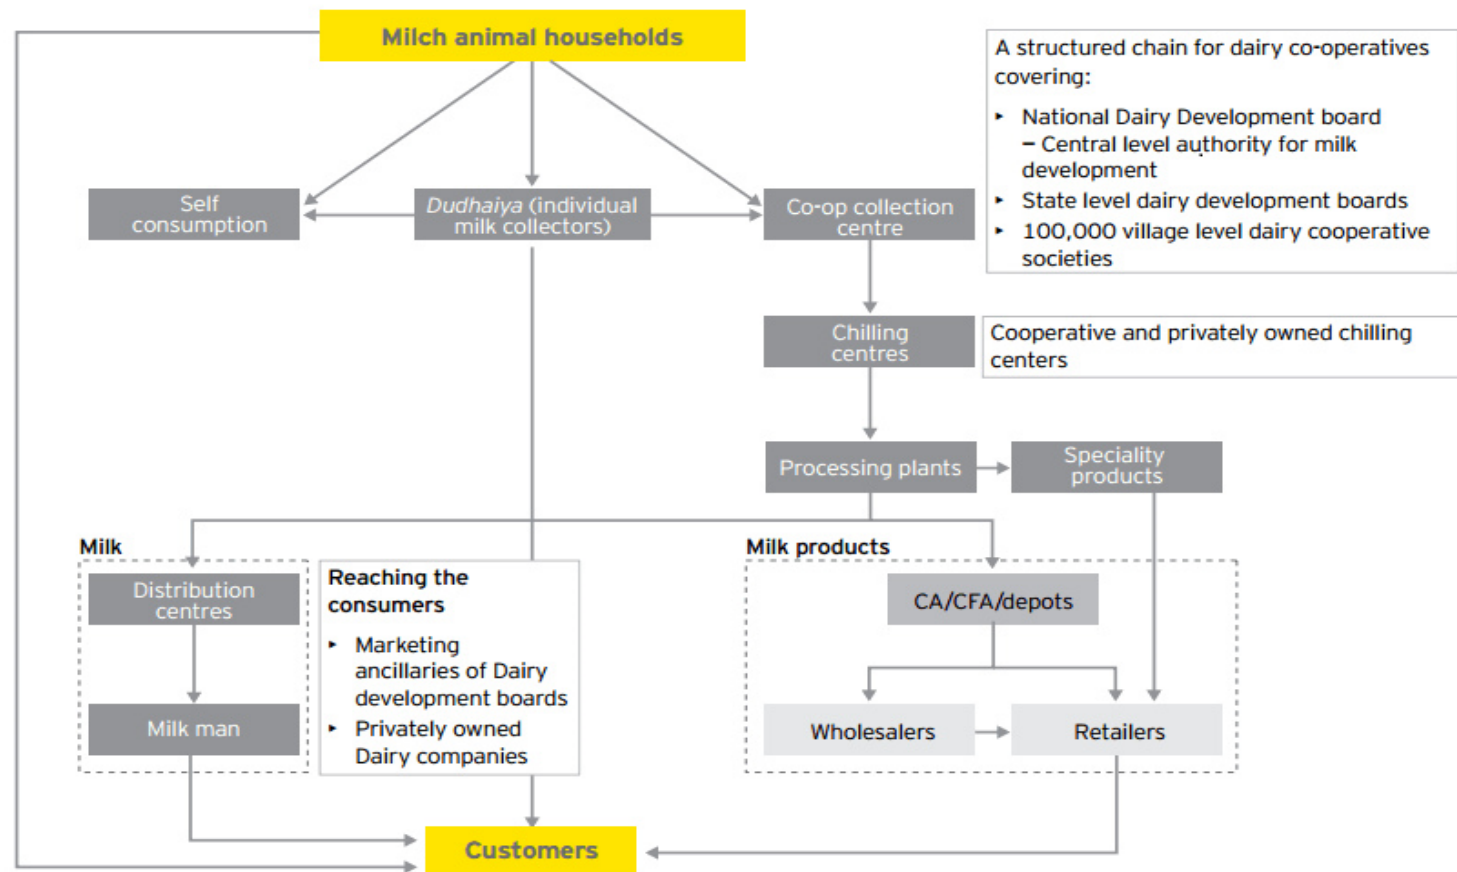 Milch animal households
A structured chain for dairy co-operatives
covering:
‣ National Dairy Development board
– Central level authority for milk
development
‣ State level dairy development boards
‣ 100,000 village level dairy cooperative
societies
Self
consumption
Dudhaiya (individual
milk collectors)
Co-op collection
centre
Chilling
centres
Cooperative and privately owned chilling
centers
Processing plants
Speciality
products
Milk
Distribution
centres
Milk man
Reaching the
consumers
‣ Marketing
ancillaries of Dairy
development boards
‣ Privately owned
Dairy companies
Milk products
CA/CFA/depots
Wholesalers
Retailers
Customers